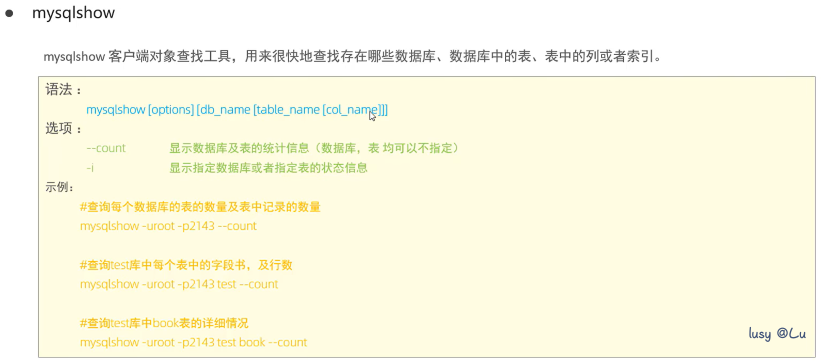 ● mysqlshow
mysqlshow 客户端对象查找工具，用来很快地查找存在哪些数据库、数据库中的表、表中的列或者索引。
语法：
mysqlshow [options] [db_name [table_name [col_name]]]
选项：
--count 显示数据库及表的统计信息（数据库，表 均可以不指定）
-i 显示指定数据库或者指定表的状态信息
示例：
#查询每个数据库的表的数量及表中记录的数量
mysqlshow -uroot -p2143 --count
#查询test库中每个表中的字段书，及行数
mysqlshow -uroot -p2143 test --count
#查询test库中book表的详细情况
mysqlshow -uroot -p2143 test book --count
lusy @Lu